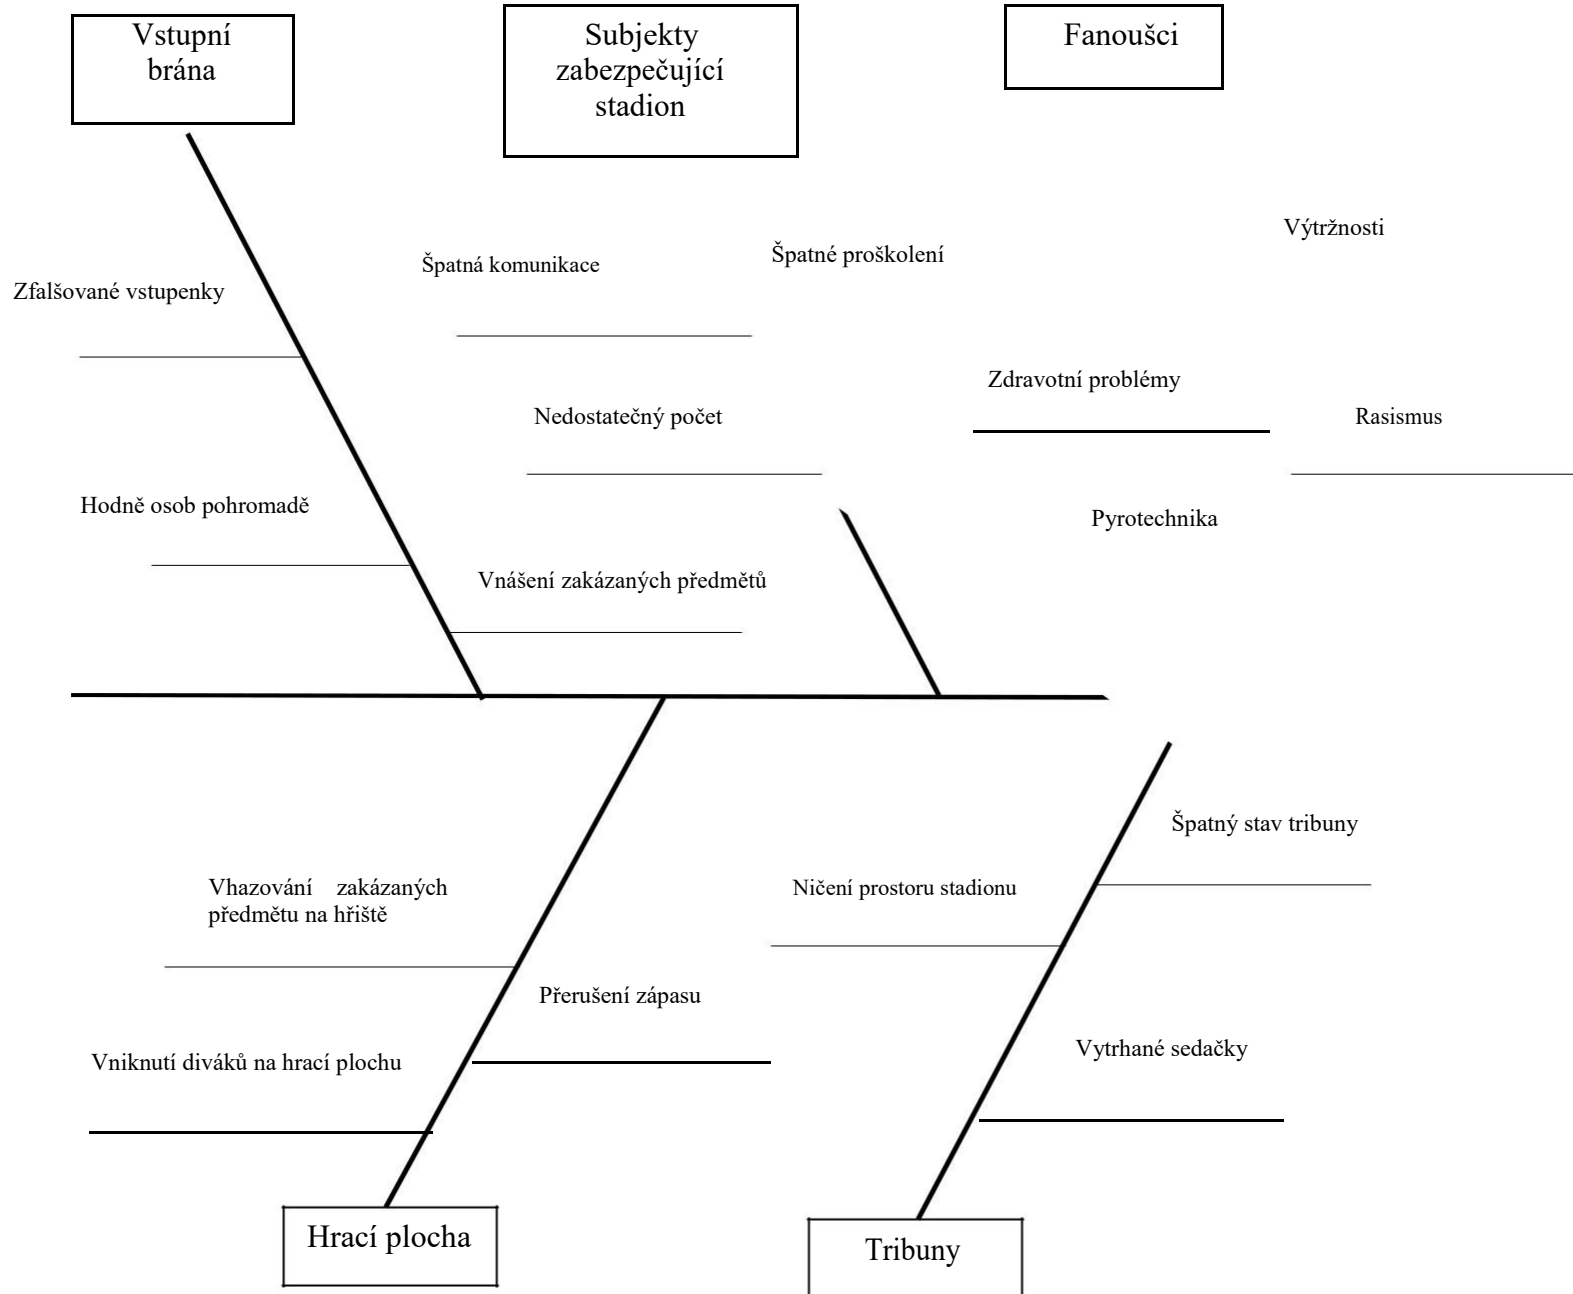 Vstupní
brána
Subjekty
zabezpečující
stadion
Fanoušci
Výtržnosti
Špatné proškolení
Špatná komunikace
Zfalšované vstupenky
Zdravotní problémy
Nedostatečný počet
Rasismus
Hodně osob pohromadě
Pyrotechnika
Vnášení zakázaných předmětů
Špatný stav tribuny
Vhazování zakázaných
předmětu na hřiště
Ničení prostoru stadionu
Přerušení zápasu
Vniknutí diváků na hrací plochu
Vytrhané sedačky
Hrací plocha
Tribuny